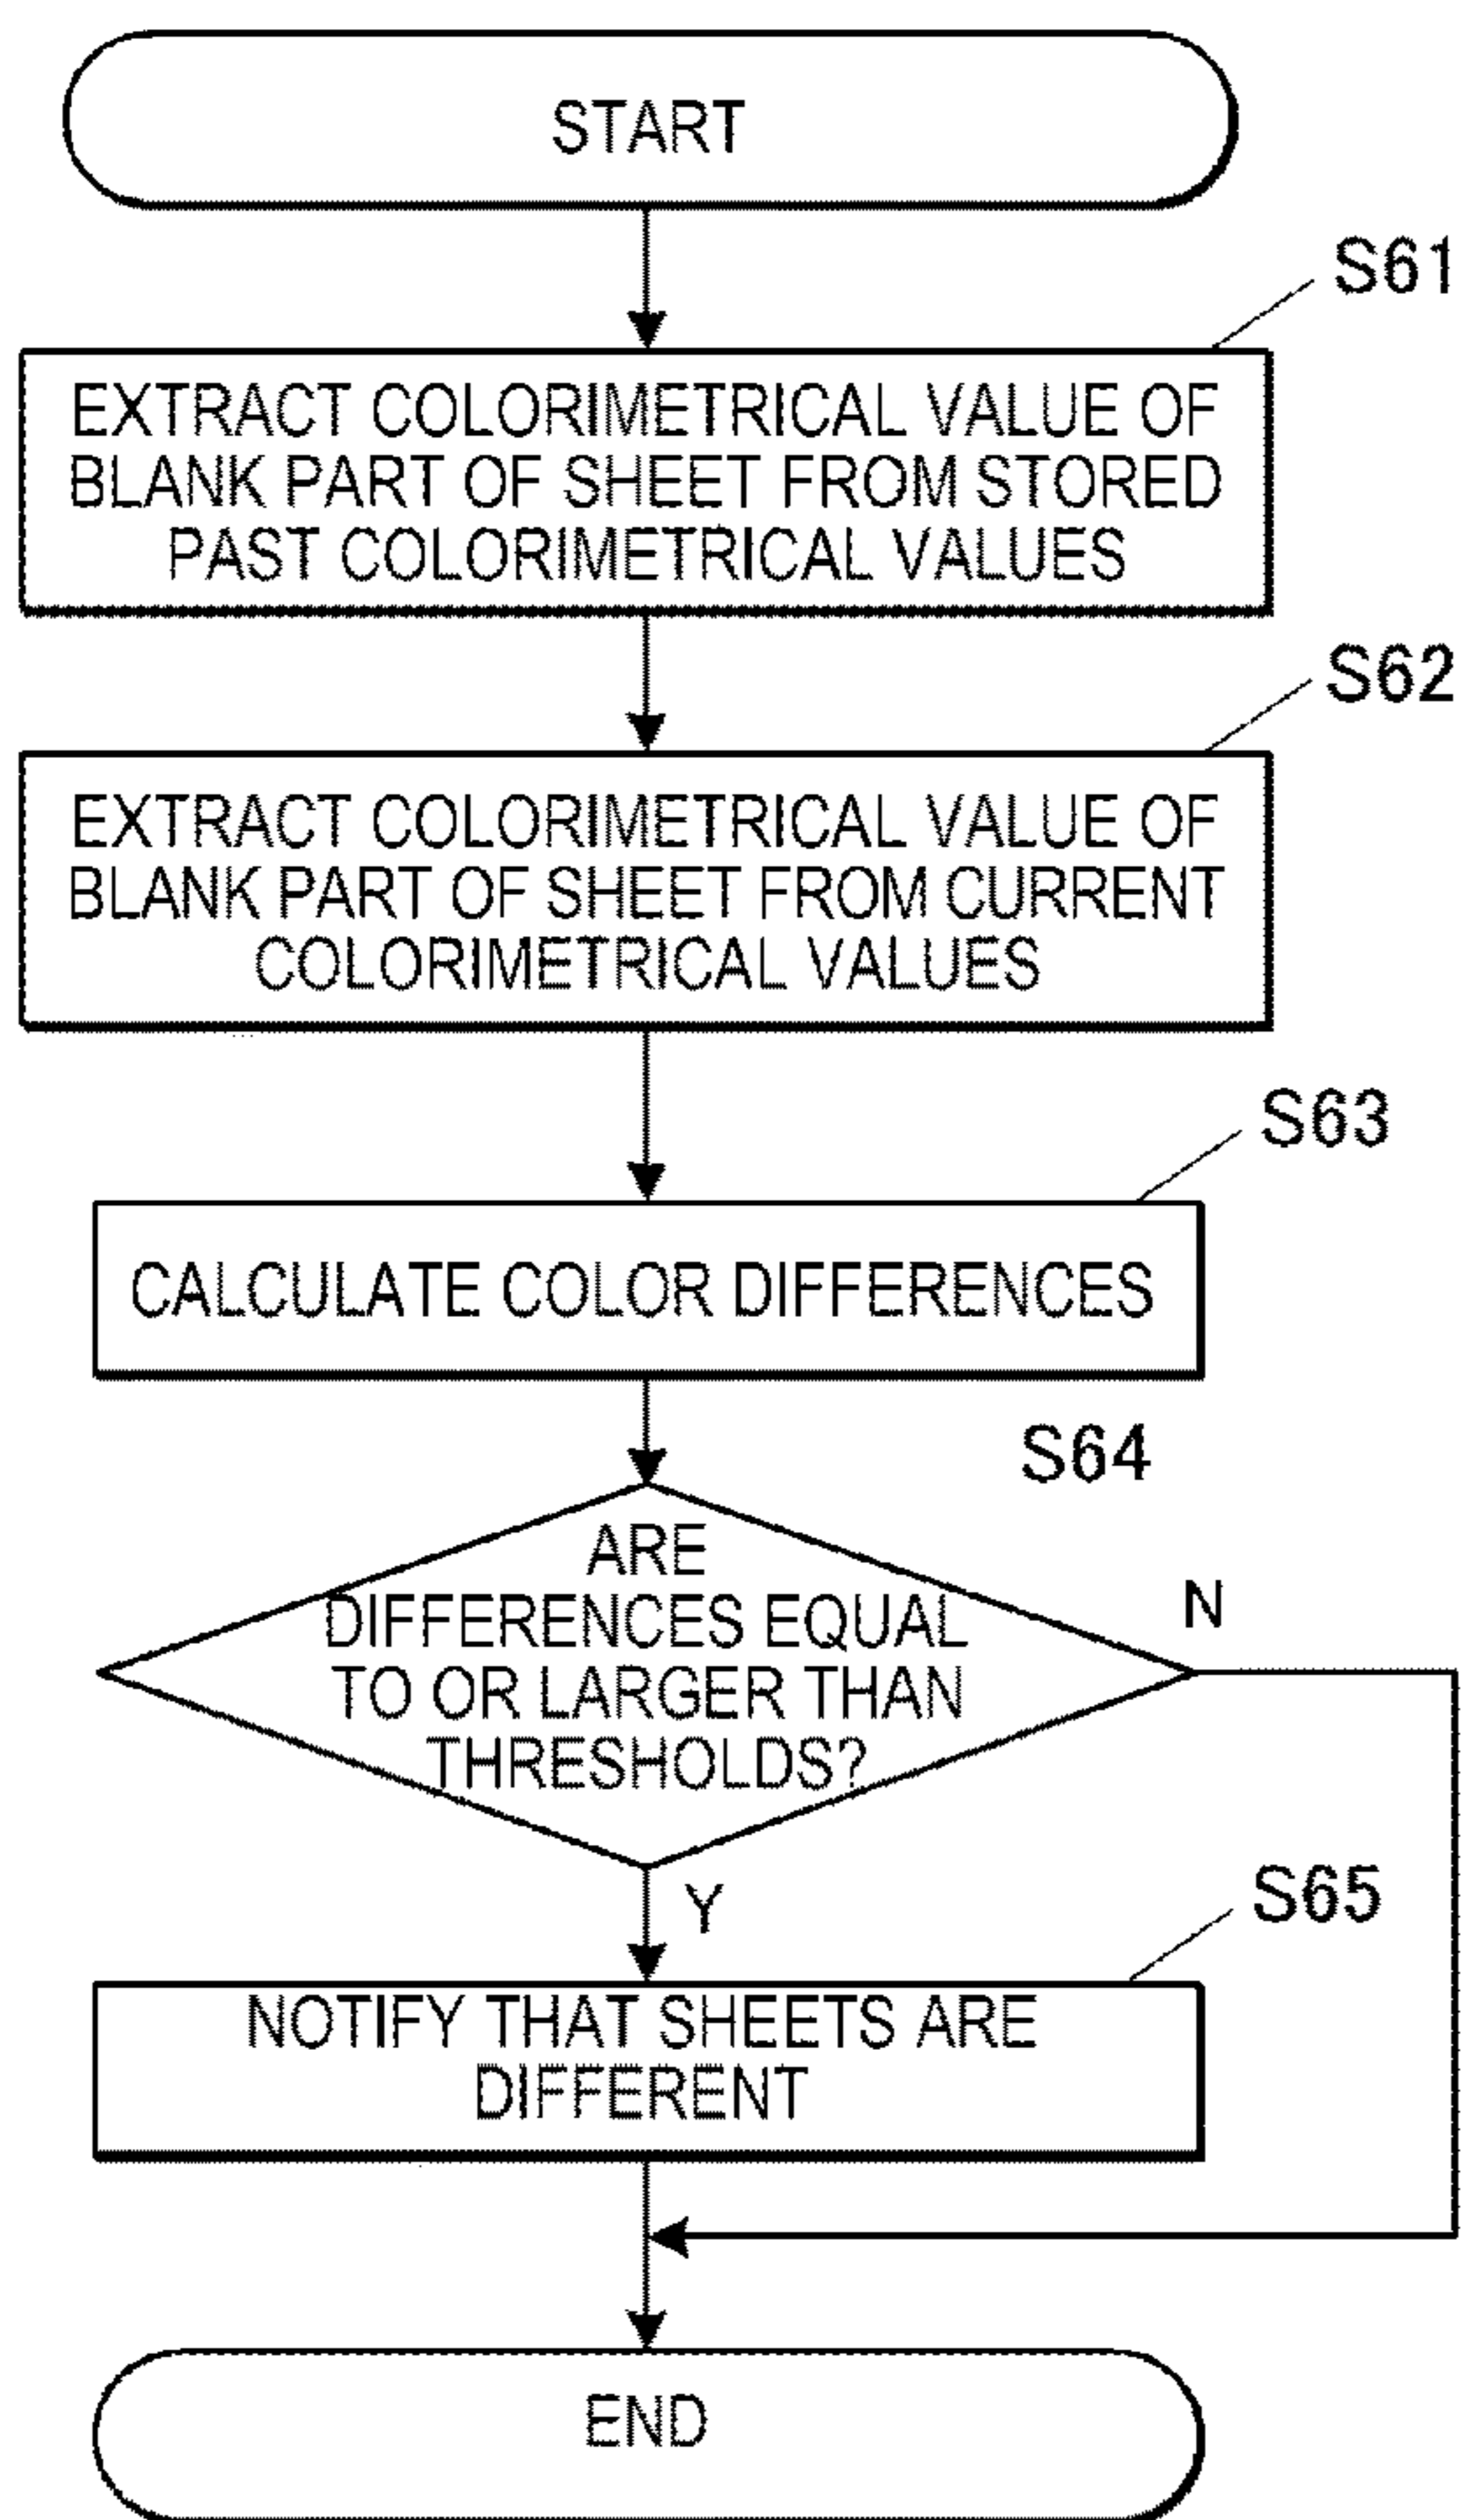 START
S61
EXTRACT COLORIMETRICAL VALUE OF
BLANK PART OF SHEET FROM STORED
PAST COLORIMETRICAL VALUES
S62
EXTRACT COLORIMETRICAL VALUE OF
BLANK PART OF SHEET FROM CURRENT
COLORIMETRICAL VALUES
S63
CALCULATE COLOR DIFFERENCES
S64
ARE
DIFFERENCES EQUAL
TO OR LARGER THAN
THRESHOLDS?
N
Y
S65
NOTIFY THAT SHEETS ARE
DIFFERENT
END